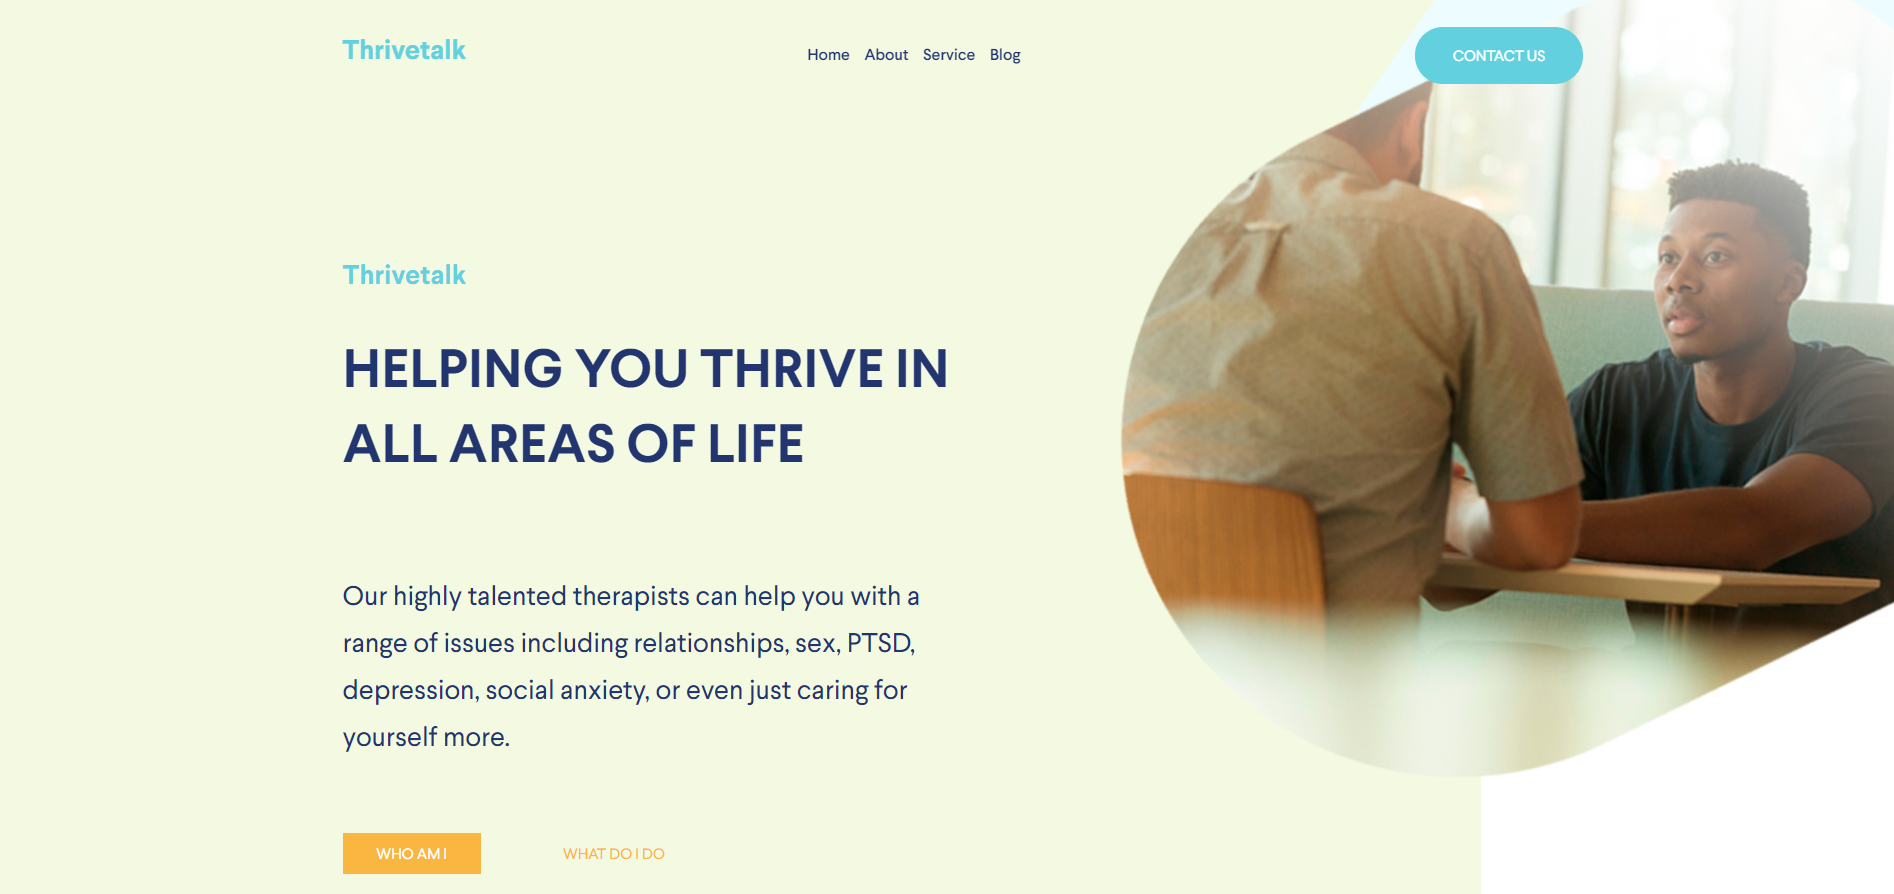 Thrivetalk
Home About Service Blog
CONTACT US
Thrivetalk
HELPING YOU THRIVE IN
ALL AREAS OF LIFE
Our highly talented therapists can help you with a
range of issues including relationships, sex, PTSD,
depression, social anxiety, or even just caring for
yourself more.
WHO AM I
WHAT DO I DO